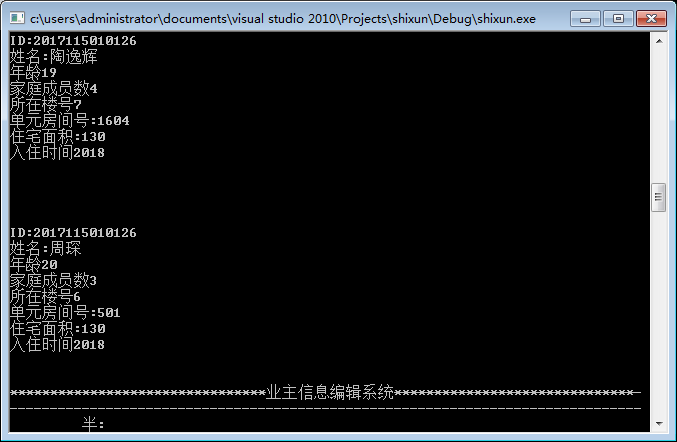 c:\users\administrator\documents\visual studio 2010\Projects\shixun\Debug\shixun.exe
ID:2017115010126
姓名:陶逸辉
年龄19
家庭成员数4
所在楼号7
单元房间号:1604
住宅面积:130
入住时间2018
ID:2017115010126
姓名:周琛
年龄20
家庭成员数3
所在楼号6
单元房间号:501
住宅面积:130
入住时间2018
********************************业主信息编辑系统******************************-
--------------------------------------------------------------------------------
半: